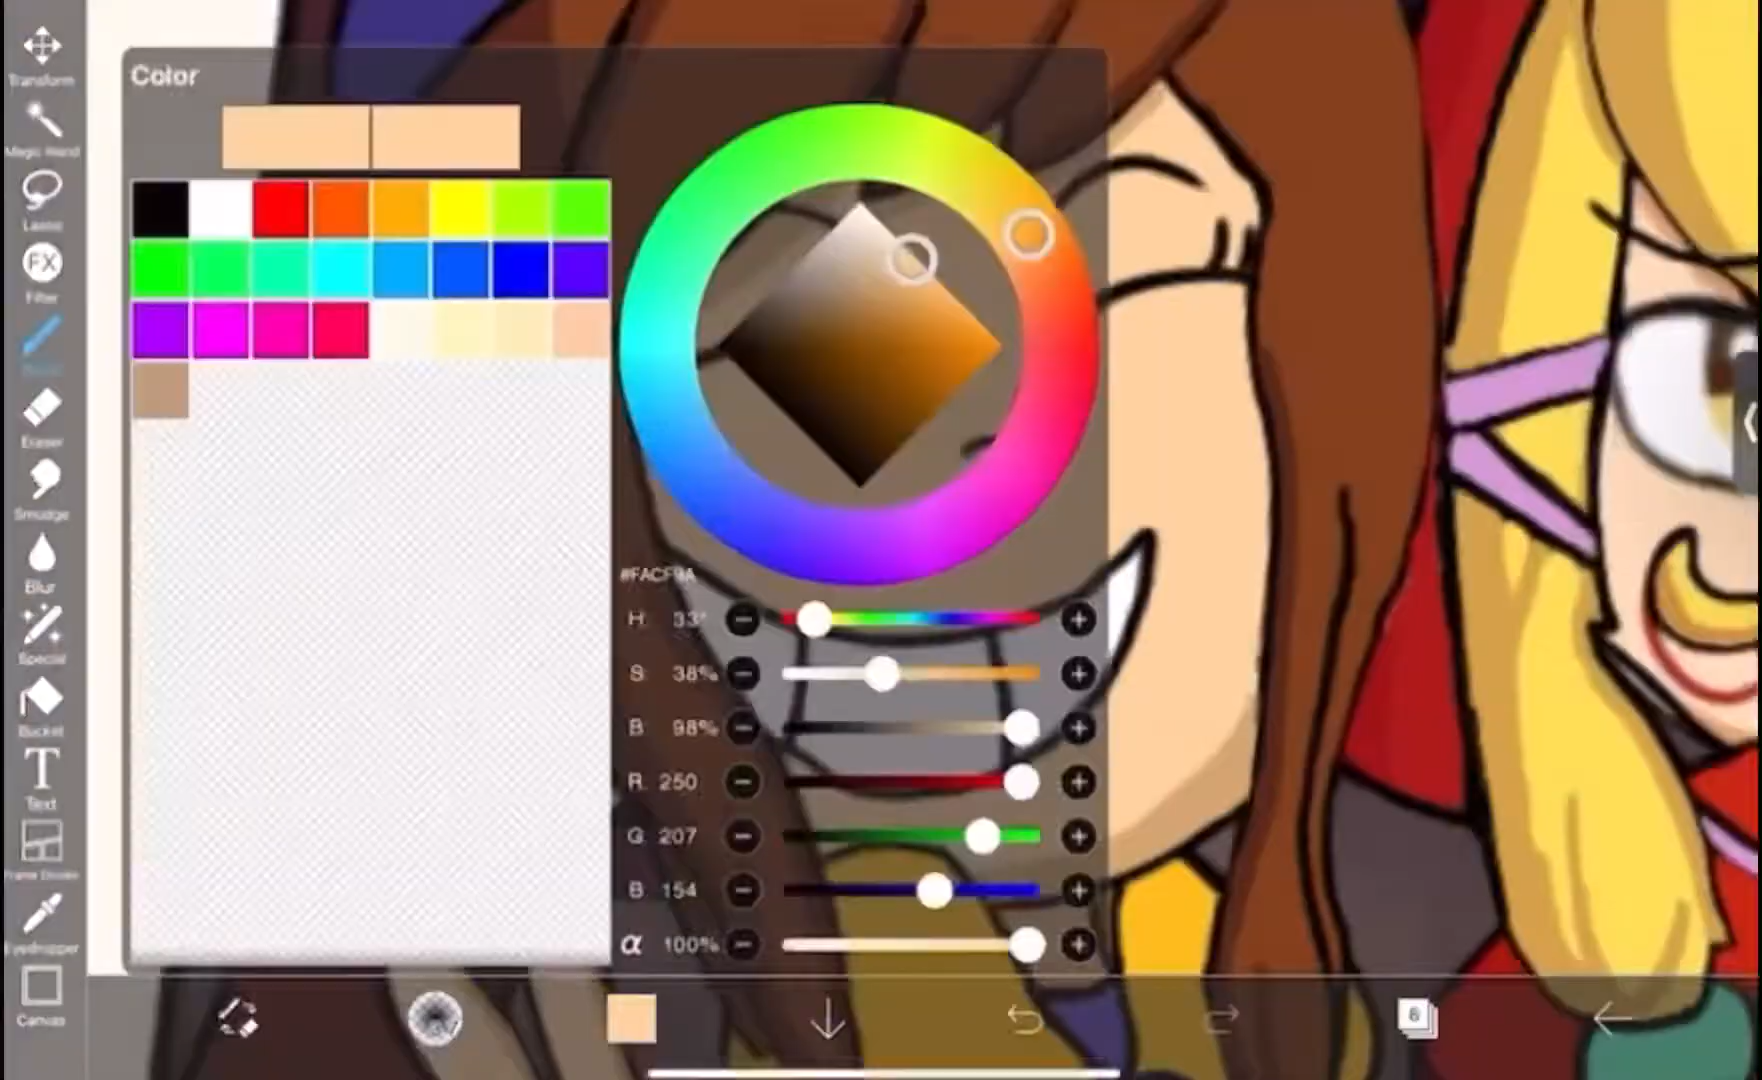 Transform
Magic Wand
Lasso
FX
Filter
Eraser
Smudge
Blur
Special
Bucket
T
Text
Frame Divider
Eyedropper
Canvas
Color
#FACF9A
H: 33°
S: 38%
B: 98%
R: 250
G: 207
B: 154
α: 100%
6